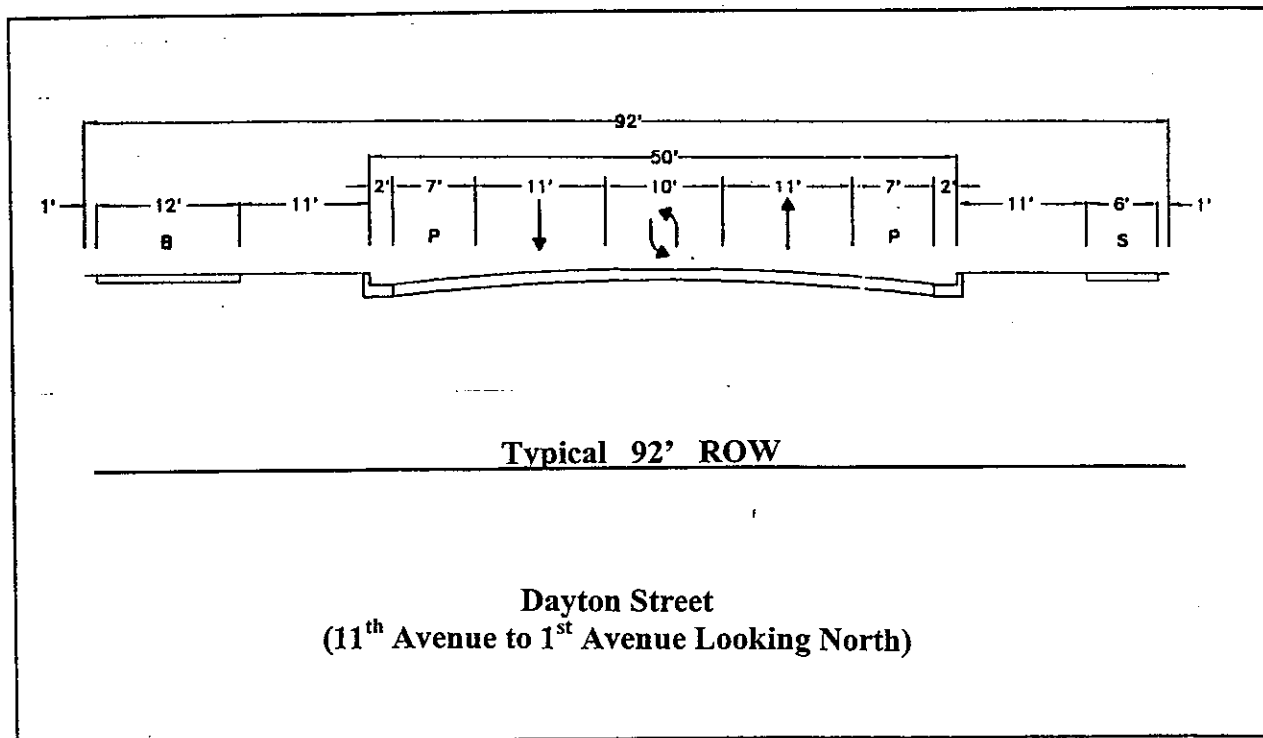 92'
50'
2' 7' 11' 10' 11' 7' 2'
1' 12' 11' 11' 6' 1'
B P P S
Typical 92' ROW
Dayton Street
(11th Avenue to 1st Avenue Looking North)